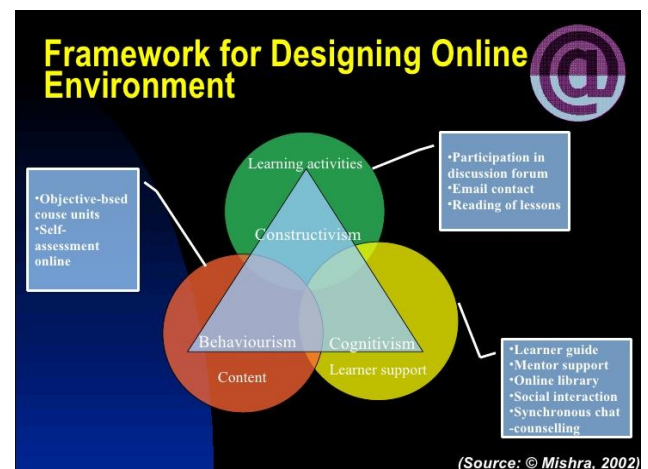 Framework for Designing Online
Environment
@
Learning activities
Constructivism
Behaviourism
Cognitivism
Content
Learner support
•Objective-bsed
couse units
•Self-
assessment
online
•Participation in
discussion forum
•Email contact
•Reading of lessons
•Learner guide
•Mentor support
•Online library
•Social interaction
•Synchronous chat
-counselling
(Source: © Mishra, 2002)